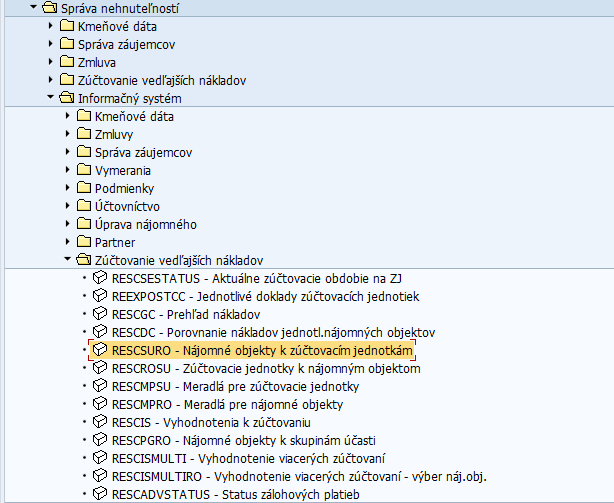 Správa nehnuteľností
Kmeňové dáta
Správa záujemcov
Zmluva
Zúčtovanie vedľajších nákladov
Informačný systém
Kmeňové dáta
Zmluvy
Správa záujemcov
Vymerania
Podmienky
Účtovníctvo
Úprava nájomného
Partner
Zúčtovanie vedľajších nákladov
RESCSESTATUS - Aktuálne zúčtovacie obdobie na ZJ
REEXPOSTCC - Jednotlivé doklady zúčtovacích jednotiek
RESCGC - Prehľad nákladov
RESCDC - Porovnanie nákladov jednotl.nájomných objektov
RESCSURO - Nájomné objekty k zúčtovacím jednotkám
RESCROSU - Zúčtovacie jednotky k nájomným objektom
RESCMPSU - Meradlá pre zúčtovacie jednotky
RESCMPRO - Meradlá pre nájomné objekty
RESCIS - Vyhodnotenia k zúčtovaniu
RESCPGRO - Nájomné objekty k skupinám účasti
RESCISMULTI - Vyhodnotenie viacerých zúčtovaní
RESCISMULTIRO - Vyhodnotenie viacerých zúčtovaní - výber náj.obj.
RESCADVSTATUS - Status zálohových platieb